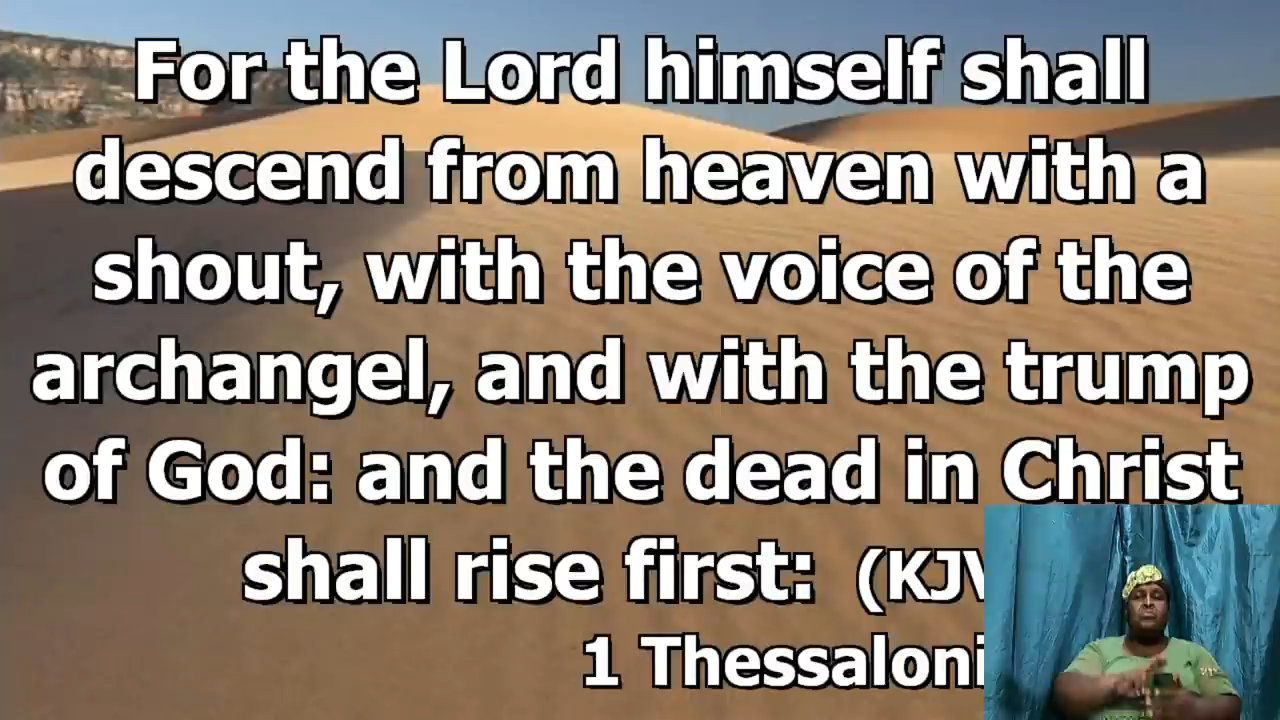 For the Lord himself shall
descend from heaven with a
shout, with the voice of the
archangel, and with the trump
of God: and the dead in Christ
shall rise first: (KJV
1 Thessaloni